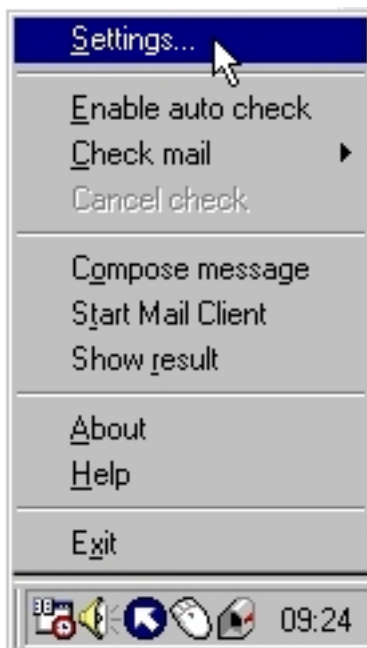 Settings...
Enable auto check
Check mail
Cancel check
Compose message
Start Mail Client
Show result
About
Help
Exit
09:24